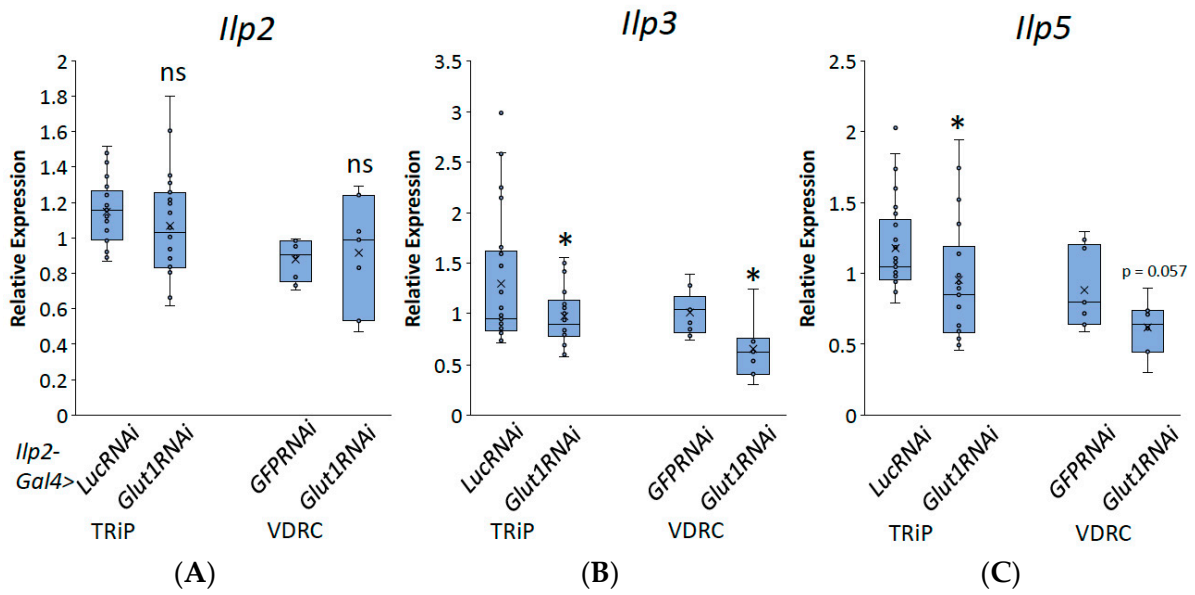 Ilp2
Relative Expression
2
1.8
1.6
1.4
1.2
1
0.8
0.6
0.4
0.2
0
ns
ns
Ilp2-
Gal4>
LucRNAi
Glut1RNAi
GFPRNAi
Glut1RNAi
TRiP
VDRC
(A)
Ilp3
Relative Expression
3.5
3
2.5
2
1.5
1
0.5
0
*
*
LucRNAi
Glut1RNAi
GFPRNAi
Glut1RNAi
TRiP
VDRC
(B)
Ilp5
Relative Expression
2.5
2
1.5
1
0.5
0
*
p = 0.057
LucRNAi
Glut1RNAi
GFPRNAi
Glut1RNAi
TRiP
VDRC
(C)